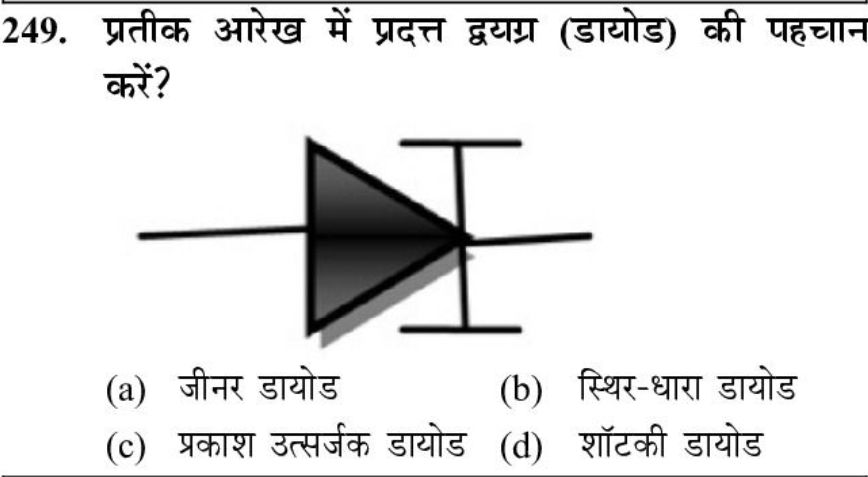 249. प्रतीक आरेख में प्रदत्त द्वयग्र (डायोड) की पहचान
करें?
(a) जीनर डायोड (b) स्थिर-धारा डायोड
(c) प्रकाश उत्सर्जक डायोड (d) शॉटकी डायोड